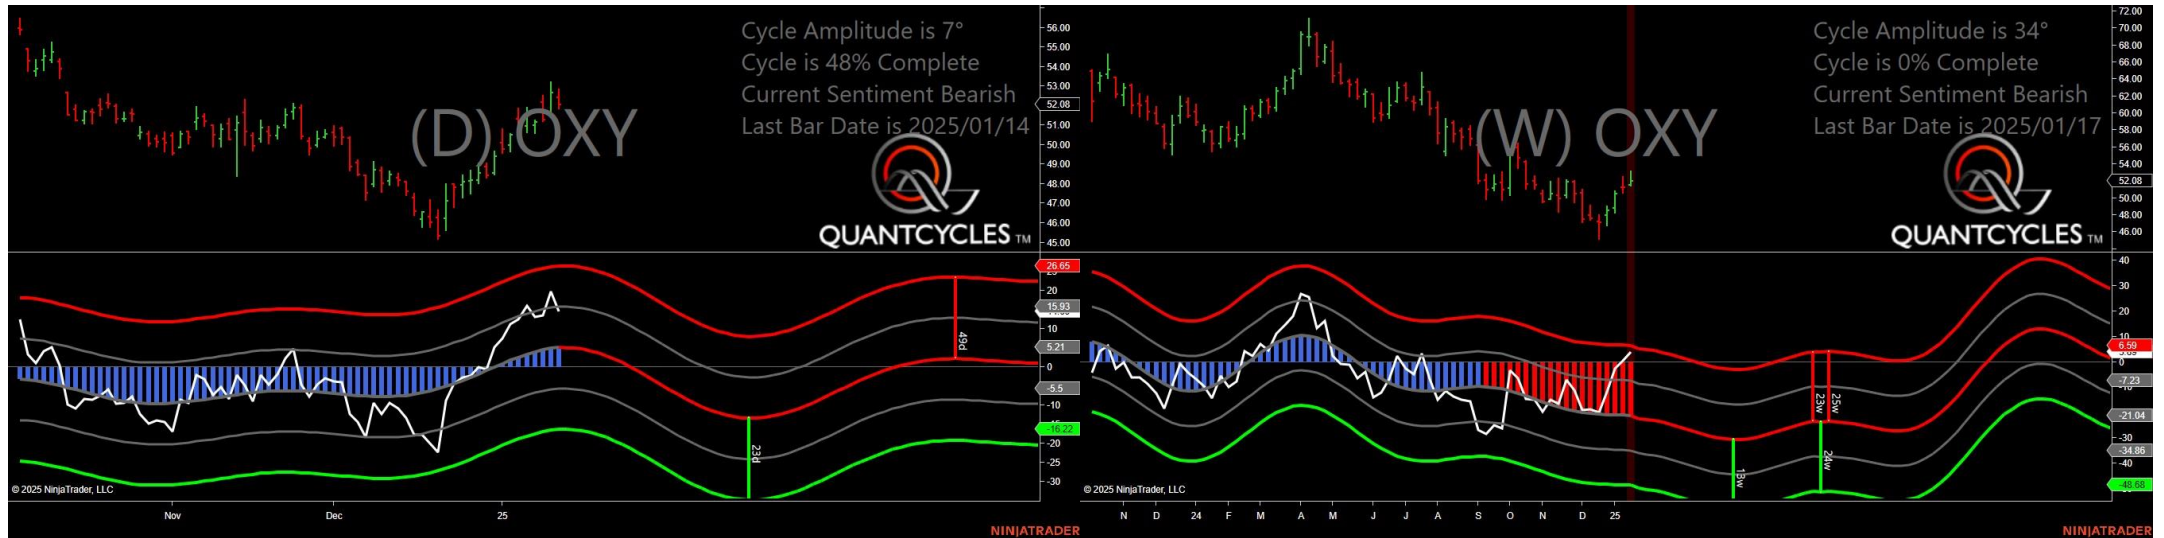 Cycle Amplitude is 7°
Cycle is 48% Complete
Current Sentiment Bearish
Last Bar Date is 2025/01/14
(D) OXY
QUANTCYCLES TM
56.00
55.00
54.00
53.00
52.08
51.00
50.00
49.00
48.00
47.00
46.00
45.00
26.65
20
15.93
10
5.21
0
-5.5
-10
-16.22
-20
-25
-30
49d
23d
© 2025 NinjaTrader, LLC
Nov
Dec
25
NINJATRADER
Cycle Amplitude is 34°
Cycle is 0% Complete
Current Sentiment Bearish
Last Bar Date is 2025/01/17
(W) OXY
QUANTCYCLES TM
72.00
70.00
68.00
66.00
64.00
62.00
60.00
58.00
56.00
54.00
52.08
50.00
48.00
46.00
40
30
20
10
6.59
0
-7.23
-21.04
-30
-34.86
-40
-48.68
23w
25w
13w
24w
© 2025 NinjaTrader, LLC
N D 24 F M A M J J A S O N D 25
NINJATRADER